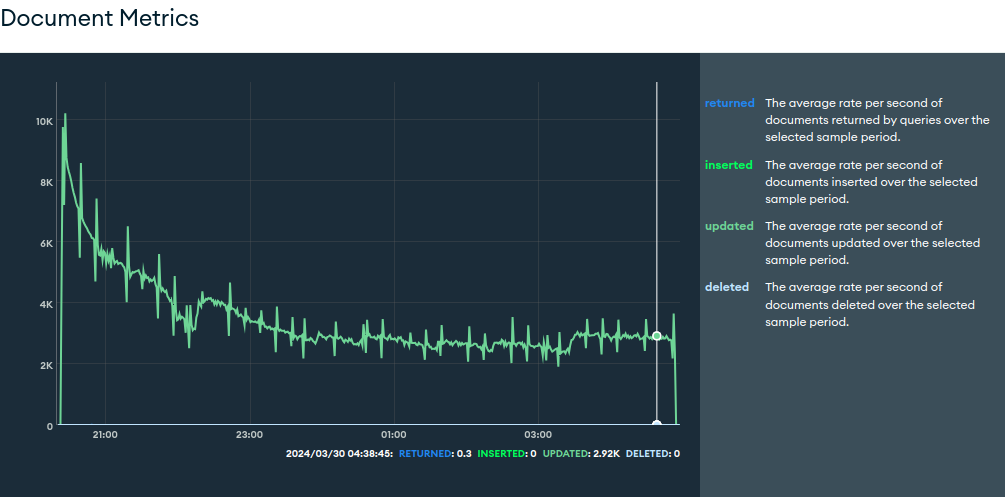 Document Metrics
10K
8K
6K
4K
2K
0
21:00
23:00
01:00
03:00
2024/03/30 04:38:45: RETURNED: 0.3 INSERTED: 0 UPDATED: 2.92K DELETED: 0
returned The average rate per second of
documents returned by queries over the
selected sample period.
inserted The average rate per second of
documents inserted over the selected
sample period.
updated The average rate per second of
documents updated over the selected
sample period.
deleted The average rate per second of
documents deleted over the selected
sample period.